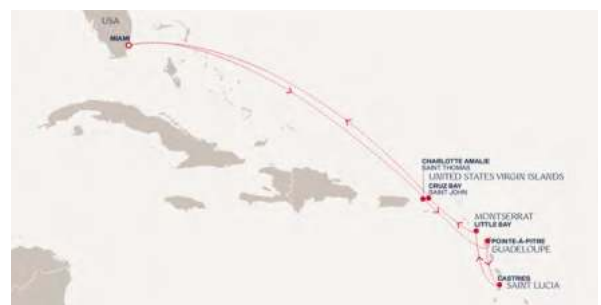 USA
MIAMI
CHARLOTTE AMALIE
SAINT THOMAS
UNITED STATES VIRGIN ISLANDS
CRUZ BAY
SAINT JOHN
MONTSERRAT
LITTLE BAY
POINTE-À-PITRE
GUADELOUPE
CASTRIES
SAINT LUCIA